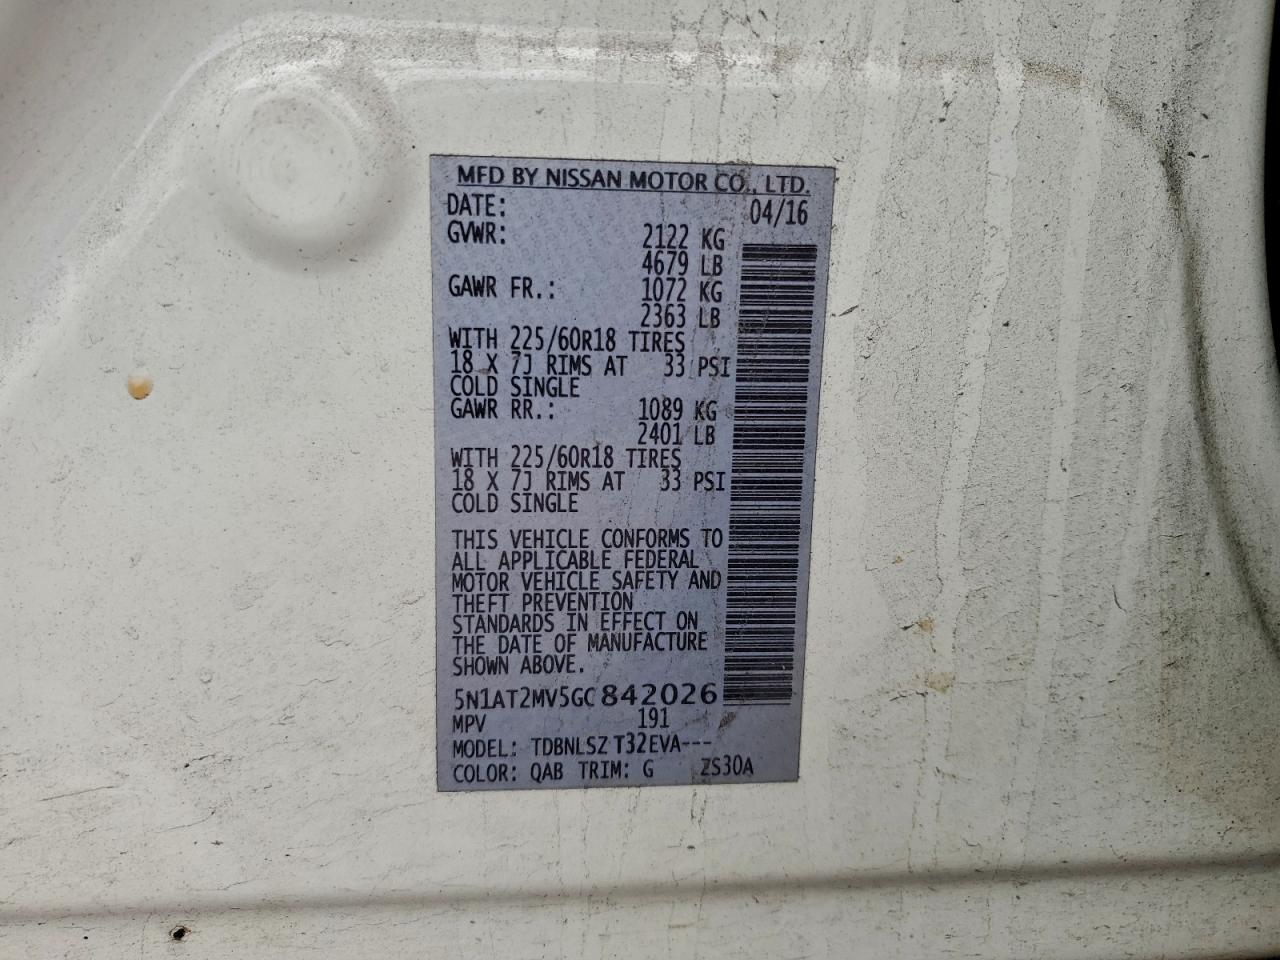 MFD BY NISSAN MOTOR CO., LTD.
DATE: 04/16
GVWR: 2122 KG
4679 LB
GAWR FR.: 1072 KG
2363 LB
WITH 225/60R18 TIRES
18 X 7J RIMS AT 33 PSI
COLD SINGLE
GAWR RR.: 1089 KG
2401 LB
WITH 225/60R18 TIRES
18 X 7J RIMS AT 33 PSI
COLD SINGLE
THIS VEHICLE CONFORMS TO
ALL APPLICABLE FEDERAL
MOTOR VEHICLE SAFETY AND
THEFT PREVENTION
STANDARDS IN EFFECT ON
THE DATE OF MANUFACTURE
SHOWN ABOVE.
5N1AT2MV5GC842026
MPV 191
MODEL: TDBNLSZ T32EVA---
COLOR: QAB TRIM: G ZS30A